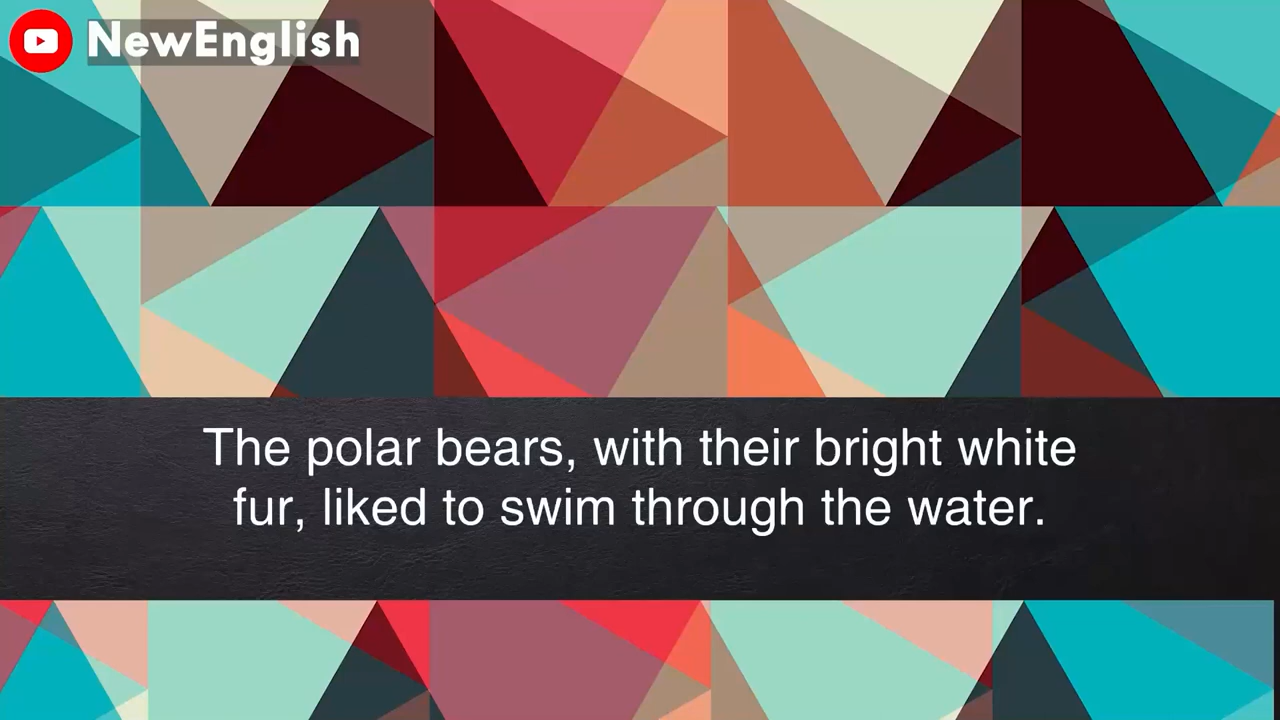 NewEnglish
The polar bears, with their bright white
fur, liked to swim through the water.